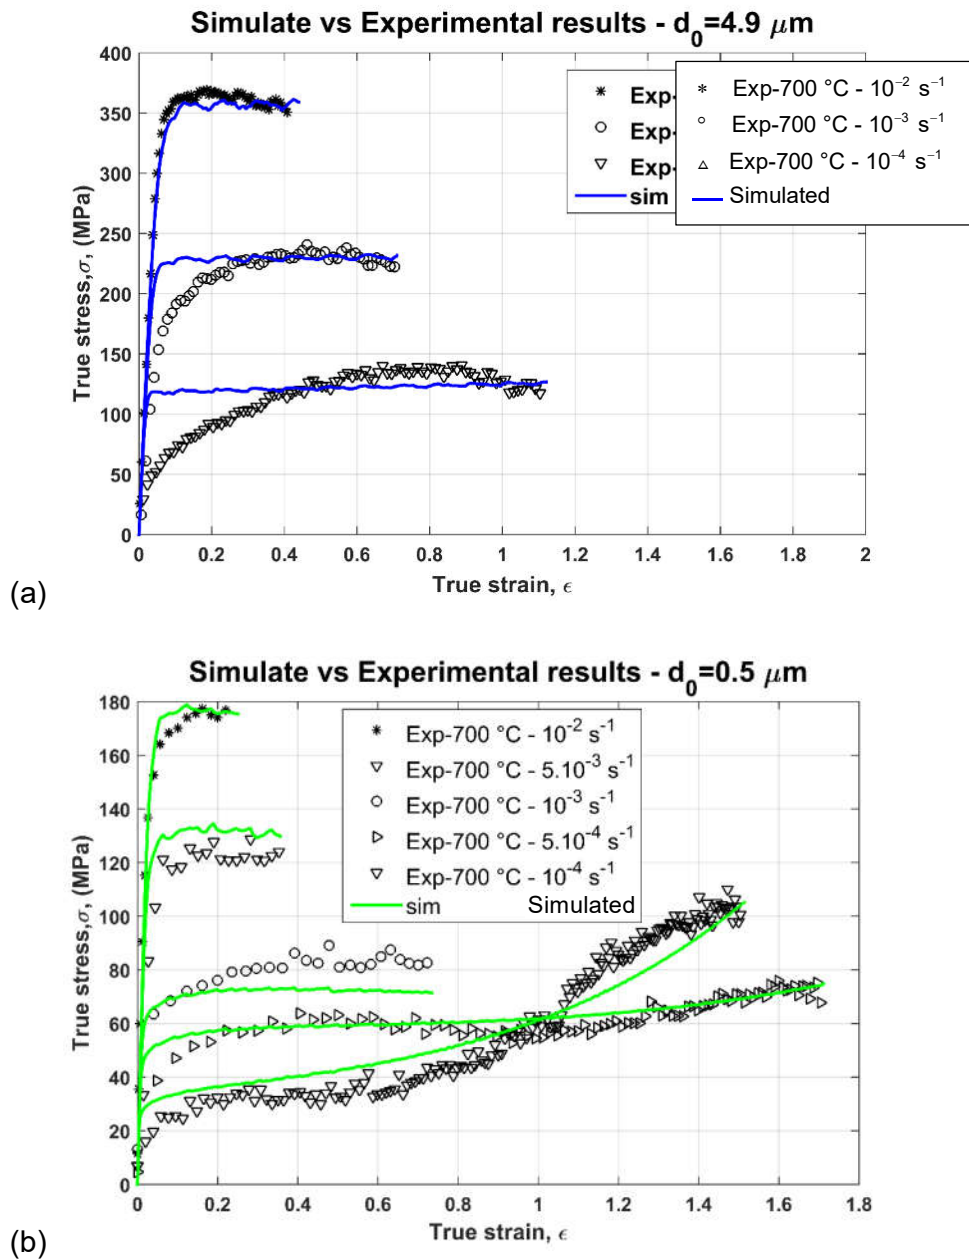 Simulate vs Experimental results - d₀=4.9 μm
400
350
300
250
200
150
100
50
0
True stress,σ, (MPa)
Exp-
Exp-
Exp-
sim
Exp-700 °C - 10⁻² s⁻¹
Exp-700 °C - 10⁻³ s⁻¹
Exp-700 °C - 10⁻⁴ s⁻¹
Simulated
0 0.2 0.4 0.6 0.8 1 1.2 1.4 1.6 1.8 2
True strain, ϵ
(a)
Simulate vs Experimental results - d₀=0.5 μm
180
160
140
120
100
80
60
40
20
0
True stress,σ, (MPa)
Exp-700 °C - 10⁻² s⁻¹
Exp-700 °C - 5.10⁻³ s⁻¹
Exp-700 °C - 10⁻³ s⁻¹
Exp-700 °C - 5.10⁻⁴ s⁻¹
Exp-700 °C - 10⁻⁴ s⁻¹
sim Simulated
0 0.2 0.4 0.6 0.8 1 1.2 1.4 1.6 1.8
True strain, ϵ
(b)